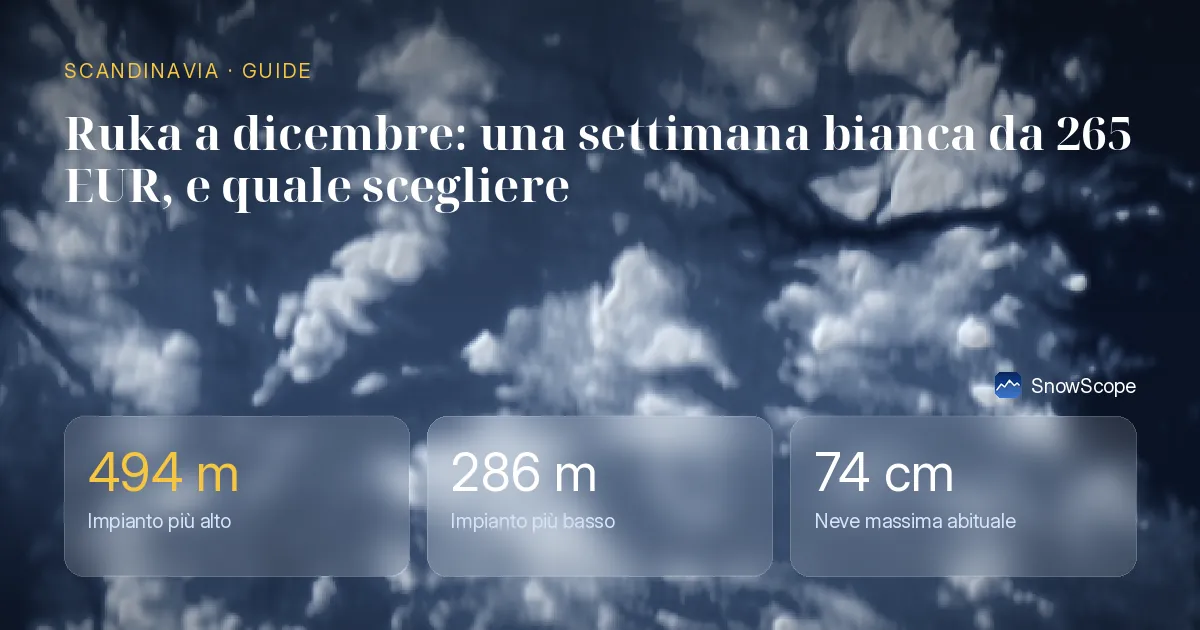 SCANDINAVIA · GUIDE
Ruka a dicembre: una settimana bianca da 265
EUR, e quale scegliere
SnowScope
494 m
Impianto più alto
286 m
Impianto più basso
74 cm
Neve massima abituale